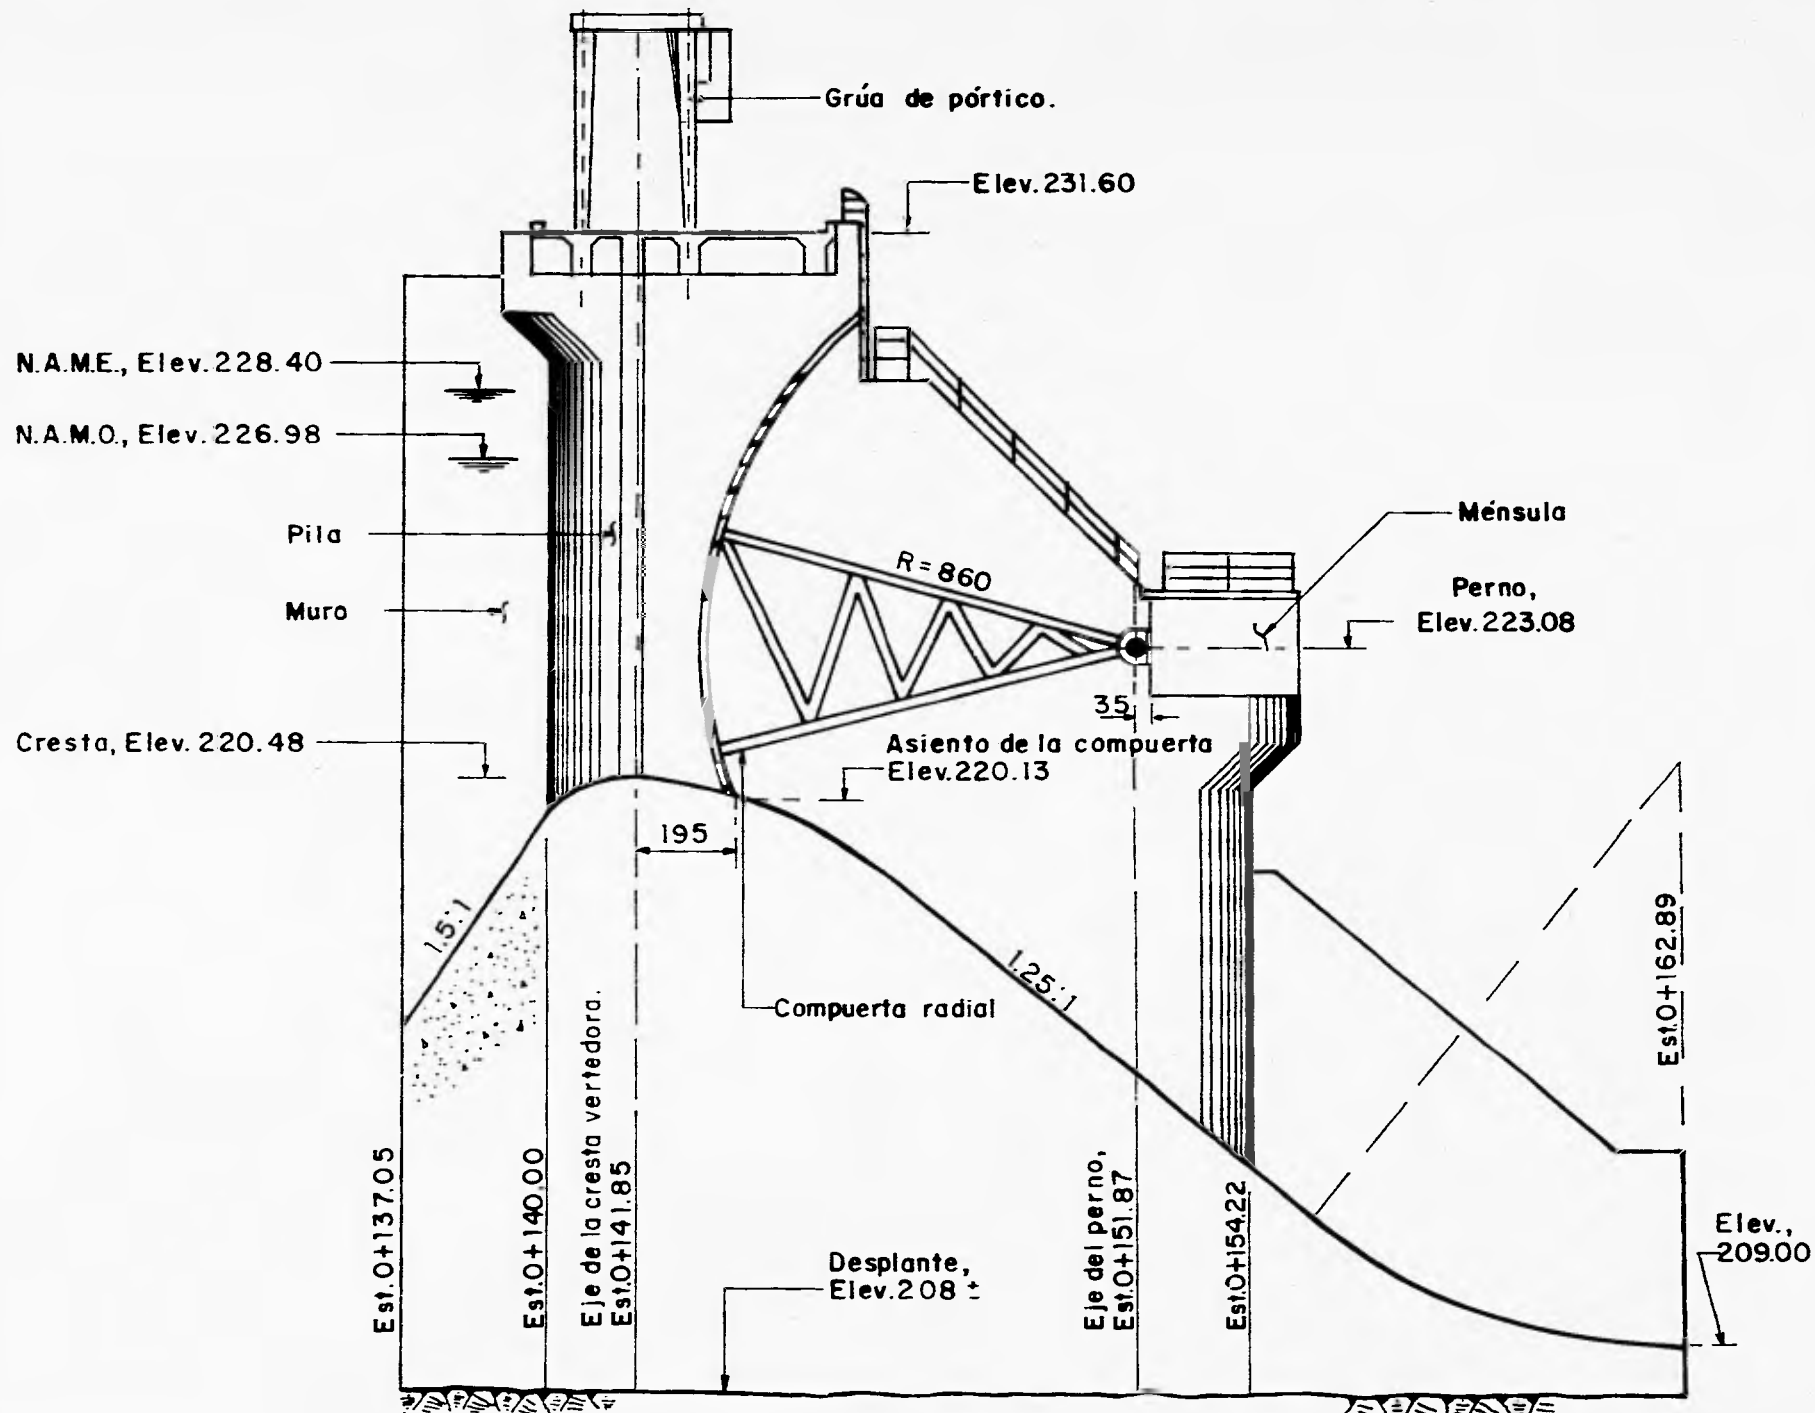 Grúa de pórtico.
Elev. 231.60
N.A.M.E., Elev. 228.40
N.A.M.O., Elev. 226.98
Pila
Muro
Ménsula
R=860
Perno,
Elev. 223.08
35
Cresta, Elev. 220.48
Asiento de la compuerta
Elev. 220.13
195
1.5:1
1.25:1
Compuerta radial
Est.0+162.89
Est.0+137.05
Est.0+140.00
Eje de la cresta vertedora.
Est.0+141.85
Desplante,
Elev. 208 ±
Eje del perno,
Est.0+151.87
Est.0+154.22
Elev.,
209.00